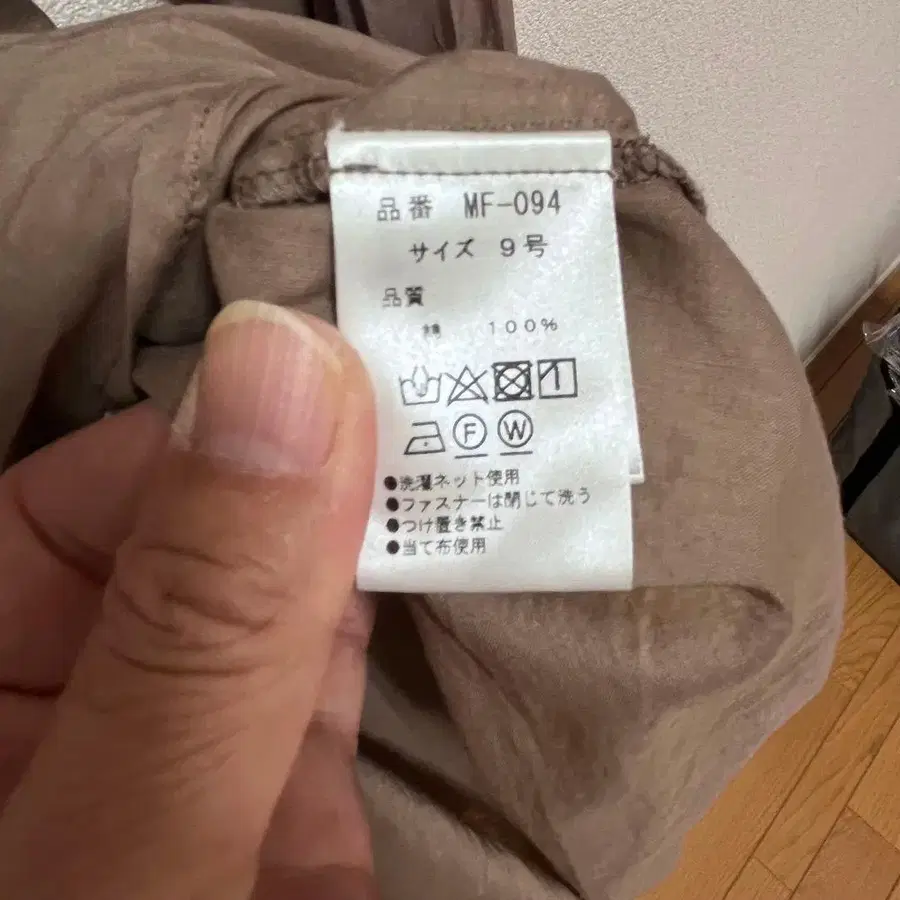 品番 MF-094
サイズ 9号
品質
綿 100%
F W
●洗濯ネット使用
●ファスナーは閉じて洗う
●つけ置き禁止
●当て布使用